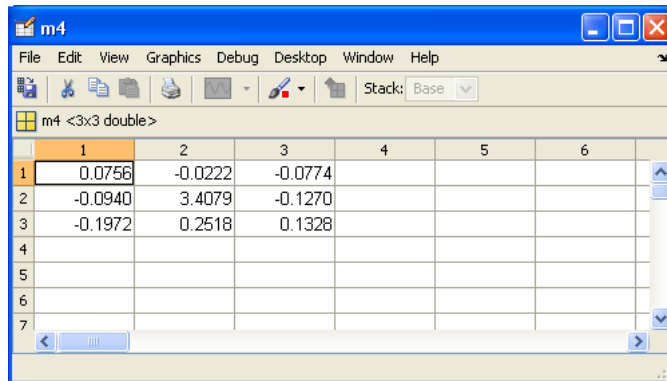 m4
File Edit View Graphics Debug Desktop Window Help
Stack: Base
m4 <3x3 double>
1 2 3 4 5 6
1 0.0756 -0.0222 -0.0774
2 -0.0940 3.4079 -0.1270
3 -0.1972 0.2518 0.1328
4
5
6
7